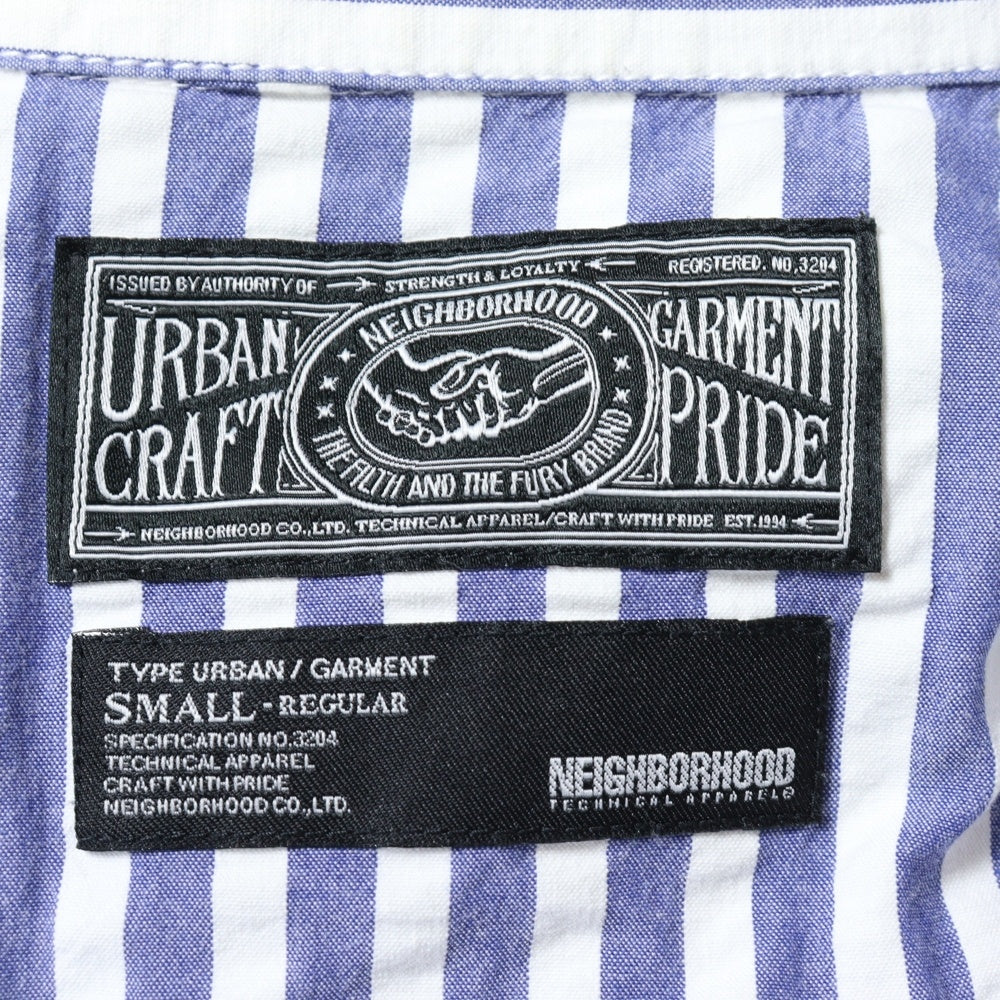 ISSUED BY AUTHORITY OF STRENGTH & LOYALTY REGISTERED. NO,3204
URBAN GARMENT
CRAFT PRIDE
NEIGHBORHOOD
THE FILTH AND THE FURY BRAND
NEIGHBORHOOD CO.,LTD. TECHNICAL APPAREL/CRAFT WITH PRIDE EST.1994
TYPE URBAN / GARMENT
SMALL - REGULAR
SPECIFICATION NO.3204
TECHNICAL APPAREL
CRAFT WITH PRIDE
NEIGHBORHOOD CO.,LTD.
NEIGHBORHOOD
TECHNICAL APPAREL®